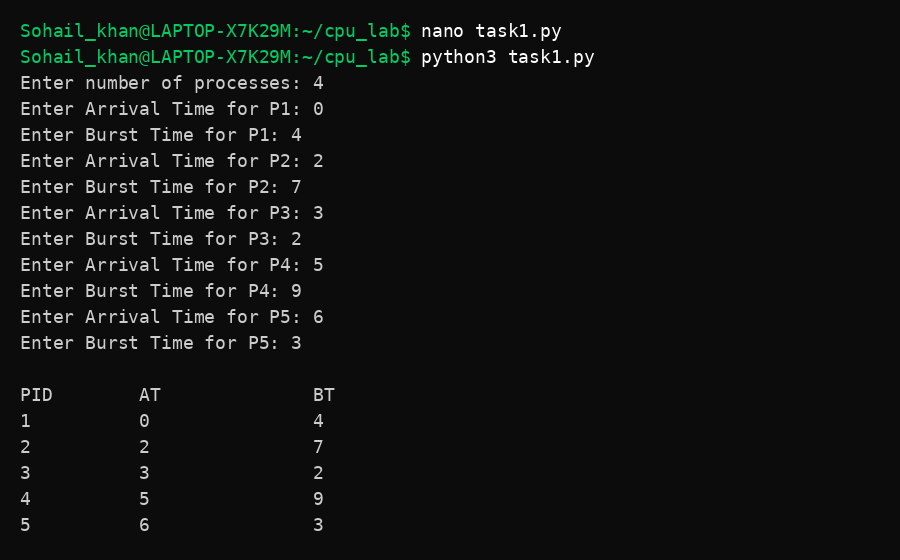 Sohail_khan@LAPTOP-X7K29M:~/cpu_lab$ nano task1.py
Sohail_khan@LAPTOP-X7K29M:~/cpu_lab$ python3 task1.py
Enter number of processes: 4
Enter Arrival Time for P1: 0
Enter Burst Time for P1: 4
Enter Arrival Time for P2: 2
Enter Burst Time for P2: 7
Enter Arrival Time for P3: 3
Enter Burst Time for P3: 2
Enter Arrival Time for P4: 5
Enter Burst Time for P4: 9
Enter Arrival Time for P5: 6
Enter Burst Time for P5: 3

PID        AT              BT
1          0               4
2          2               7
3          3               2
4          5               9
5          6               3